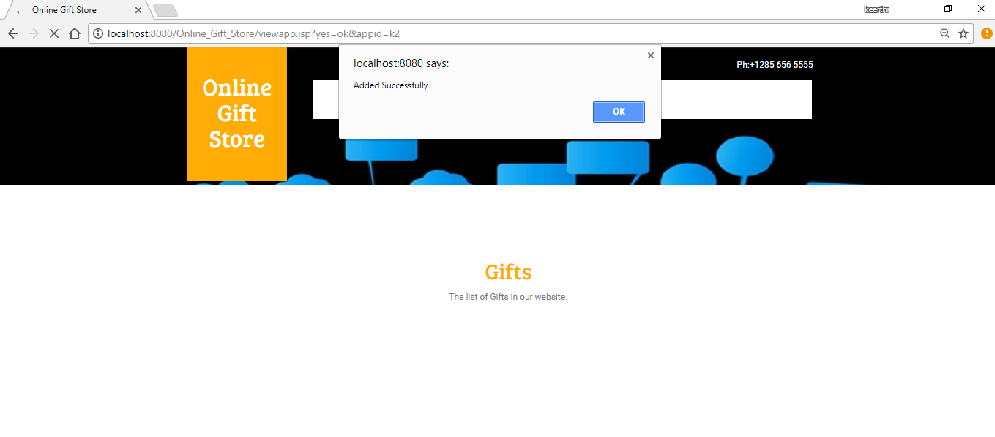 Online Gift Store
keerthi
localhost:8080/Online_Gift_Store/viewapp.jsp?yes=ok&appid=k2
localhost:8080 says:
Added Successfully
OK
Ph:+1285 656 5555
Online
Gift
Store
Gifts
The list of Gifts in our website.